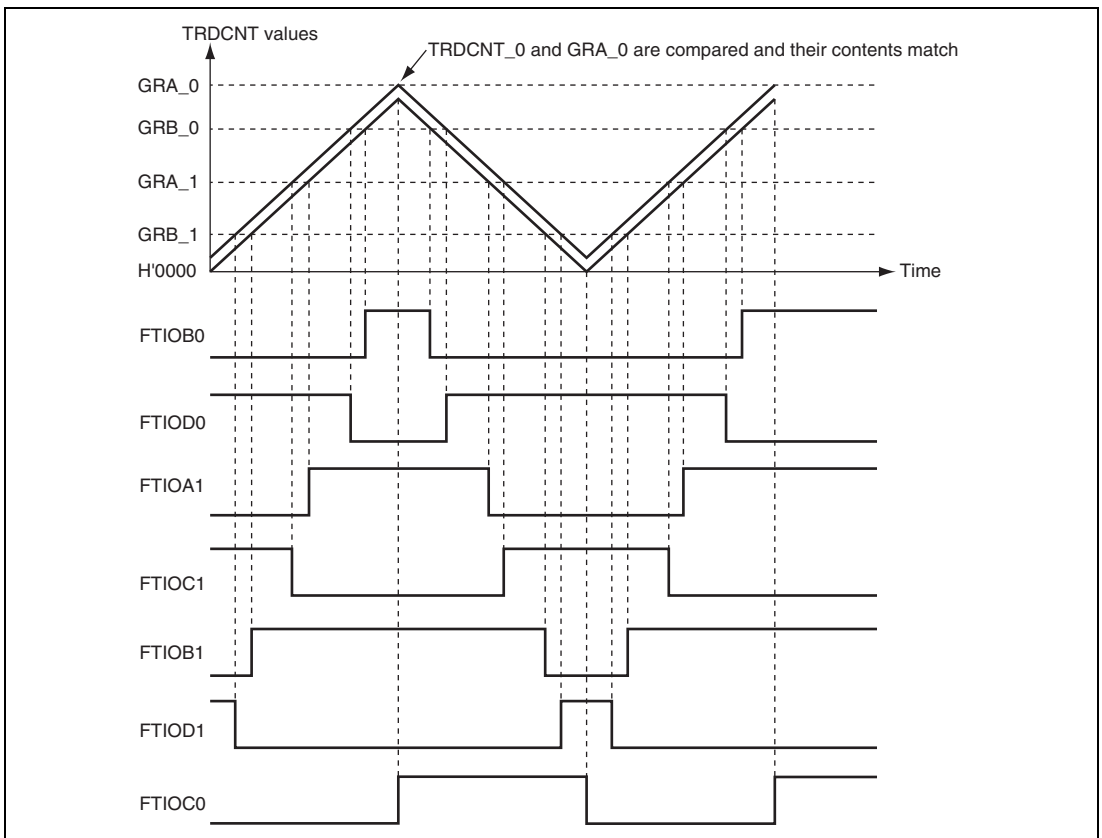 TRDCNT values
TRDCNT_0 and GRA_0 are compared and their contents match
GRA_0
GRB_0
GRA_1
GRB_1
H'0000
Time
FTIOB0
FTIOD0
FTIOA1
FTIOC1
FTIOB1
FTIOD1
FTIOC0